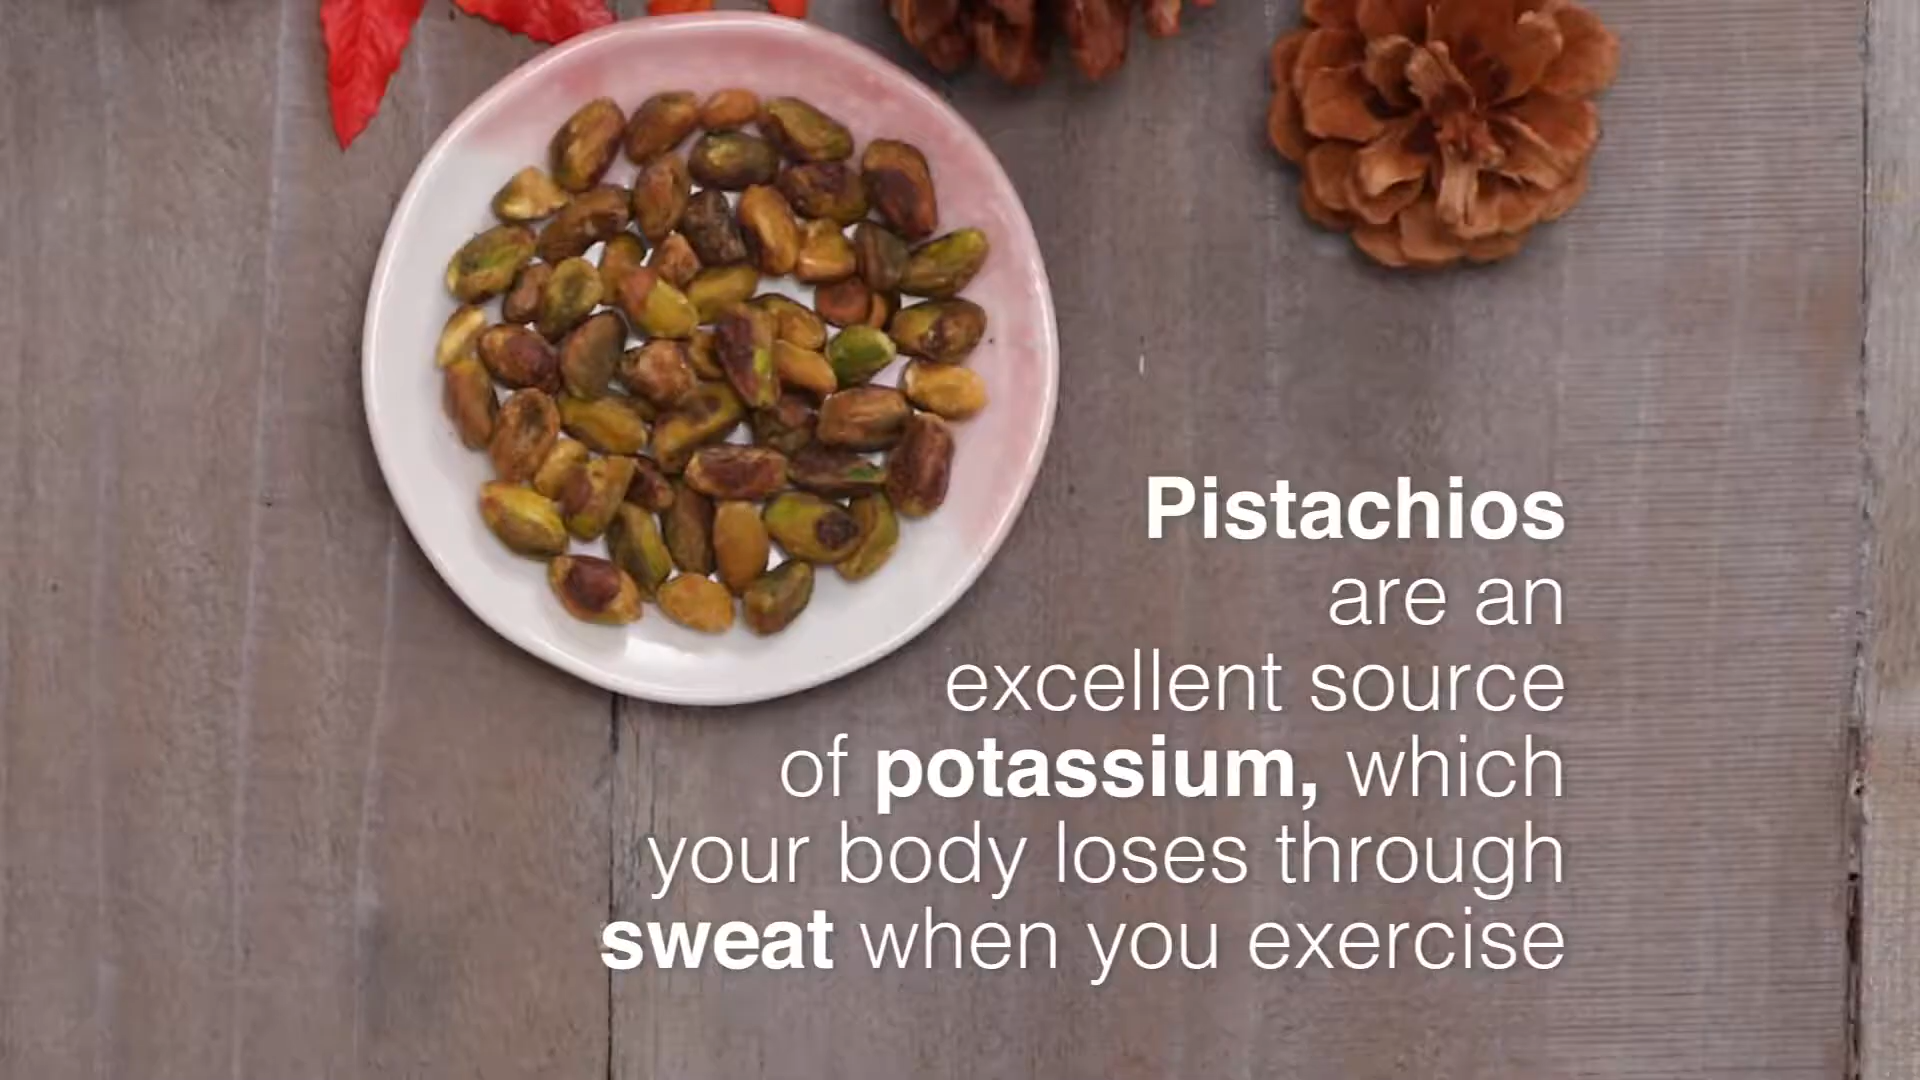 Pistachios
are an
excellent source
of potassium, which
your body loses through
sweat when you exercise